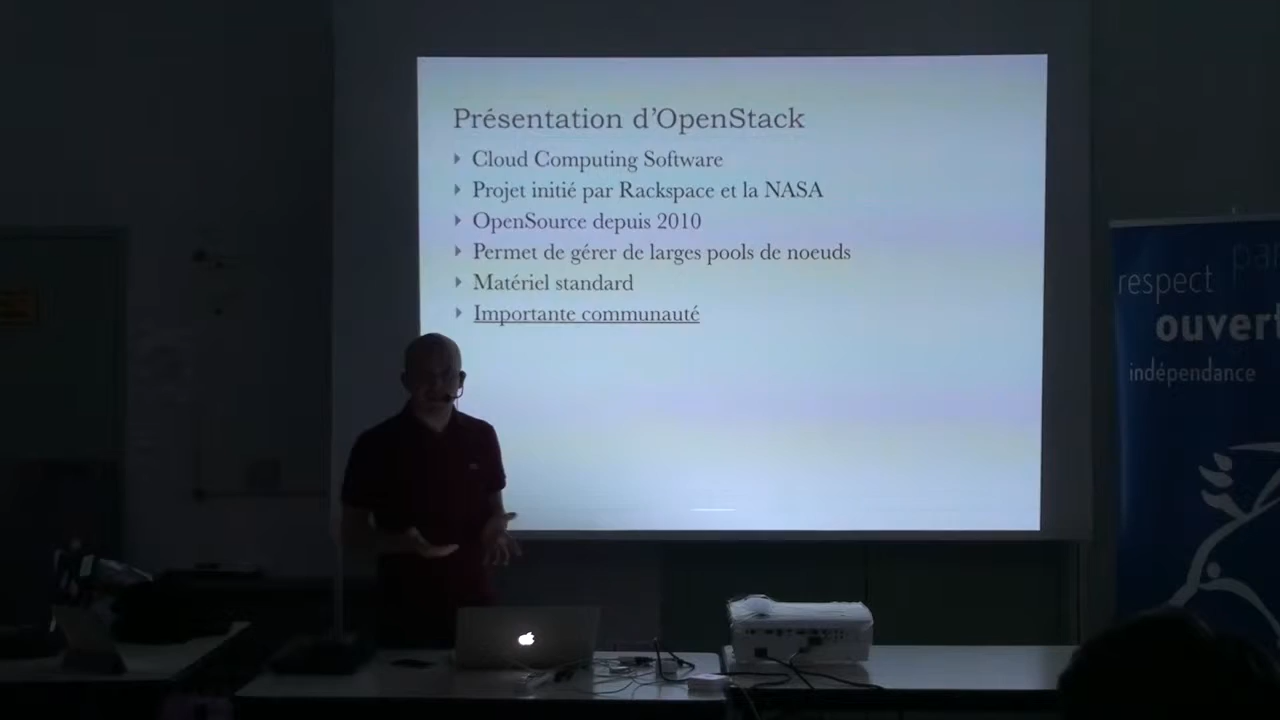 Présentation d'OpenStack
Cloud Computing Software
Projet initié par Rackspace et la NASA
OpenSource depuis 2010
Permet de gérer de larges pools de noeuds
Matériel standard
Importante communauté
respect
ouvert
indépendance